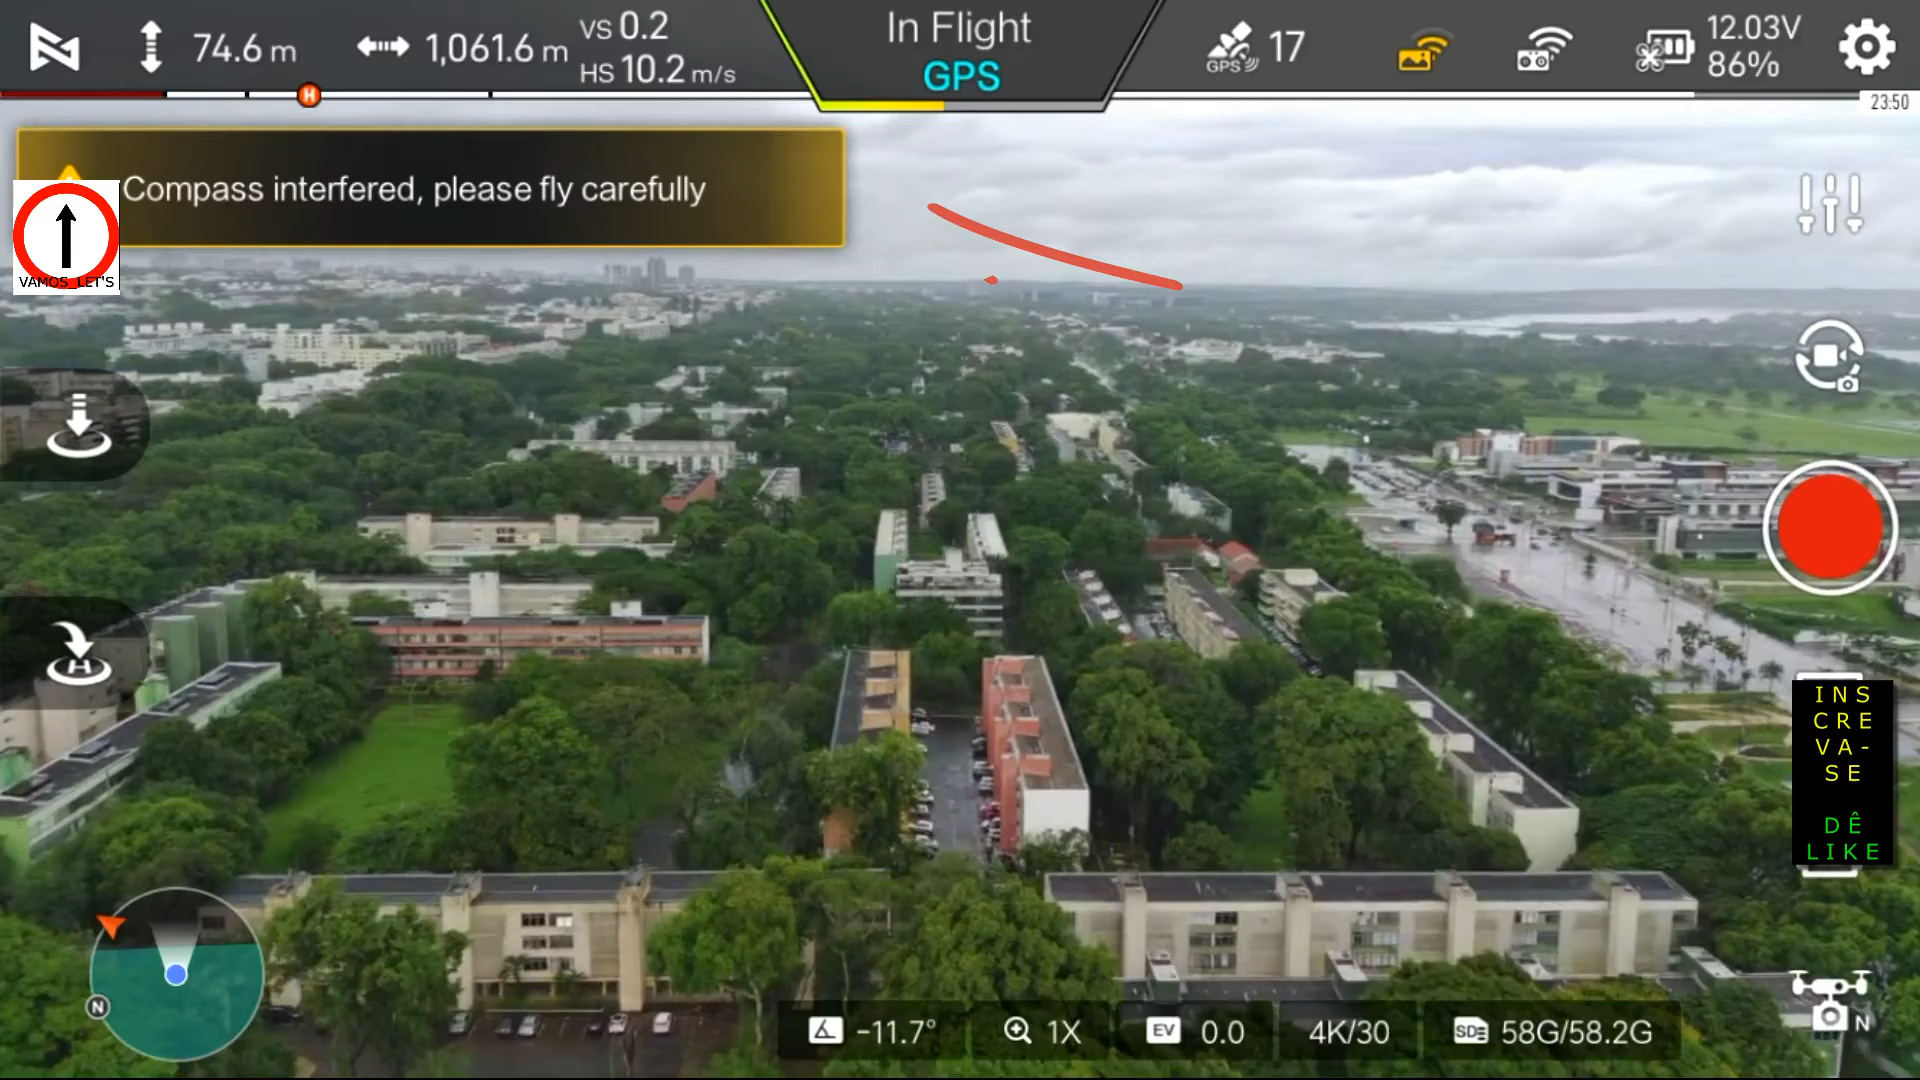 74.6 m
1,061.6 m
VS 0.2
HS 10.2 m/s
In Flight
GPS
GPS
17
12.03V
86%
23:50
H
Compass interfered, please fly carefully
VAMOS_LET'S
H
INS
CRE
VA-
SE
DÊ
LIKE
N
N
-11.7°
1X
EV 0.0
4K/30
SD 58G/58.2G